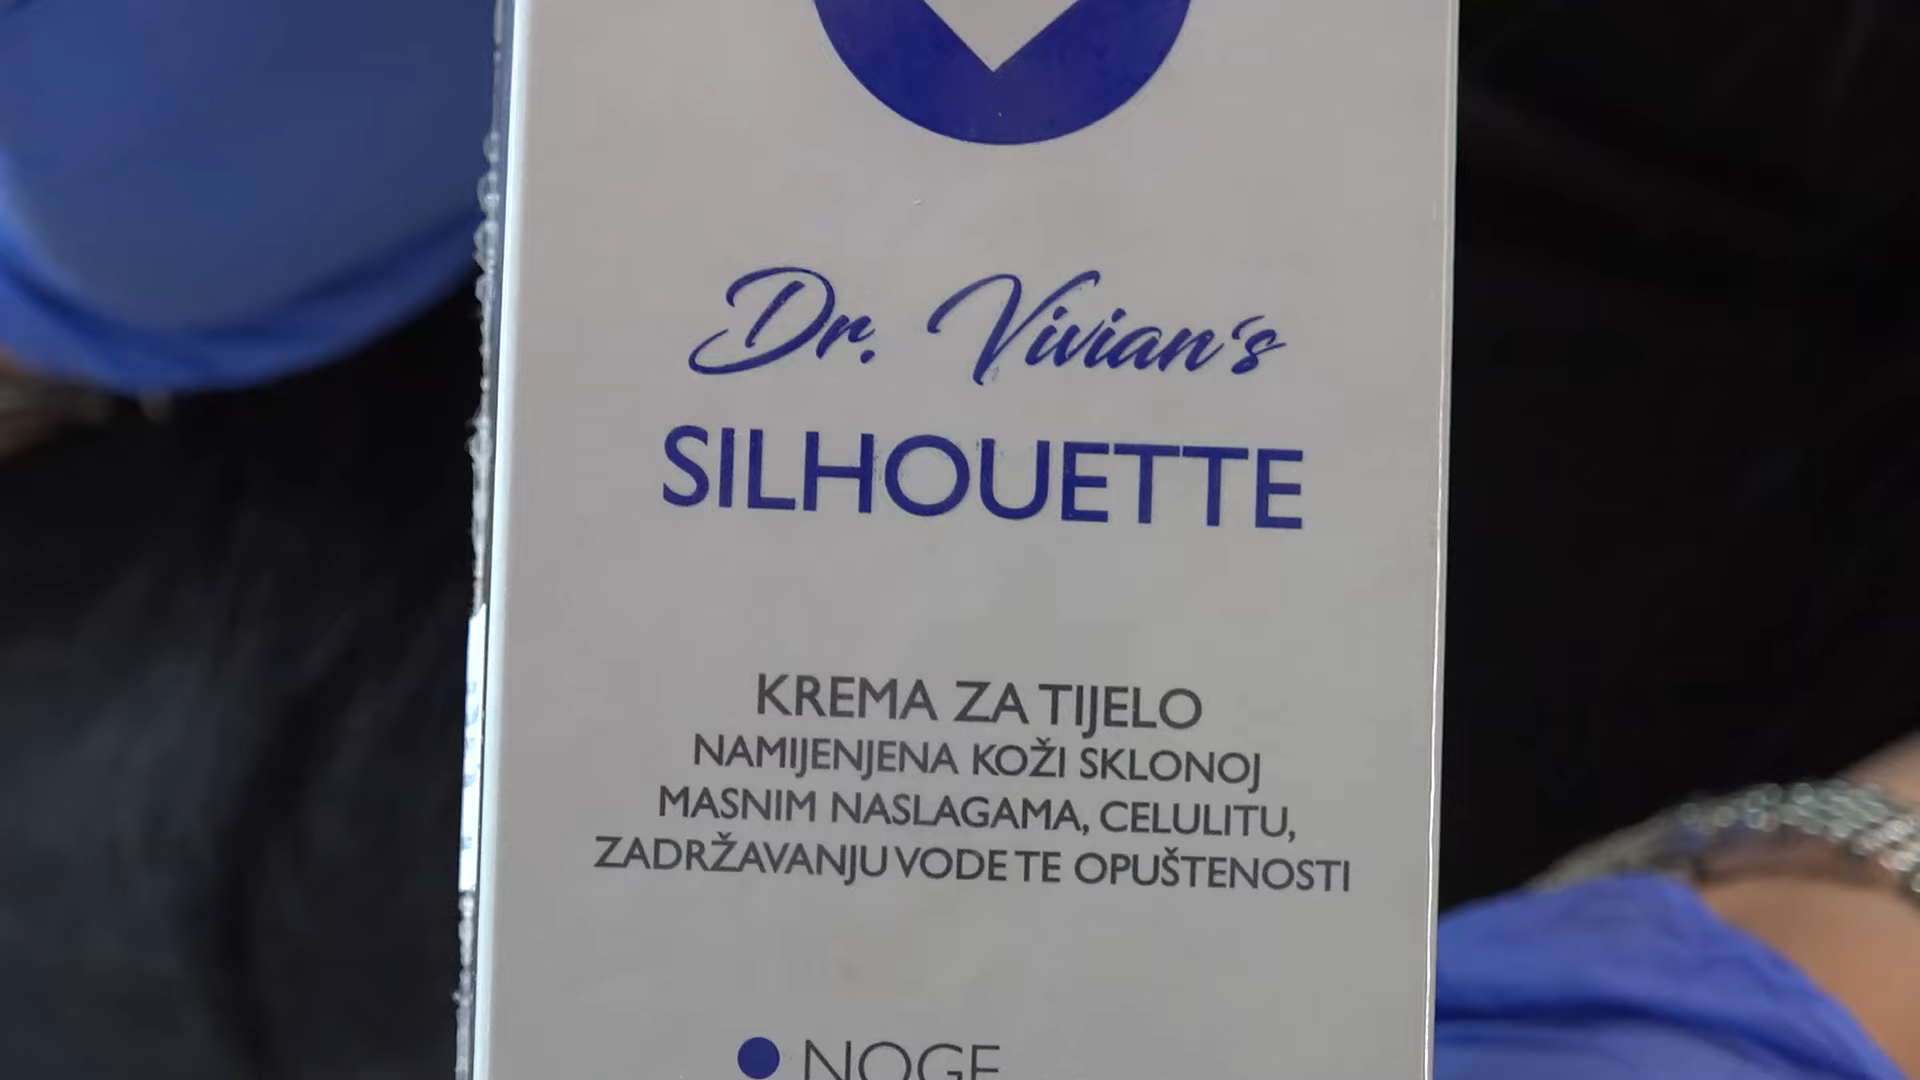 Dr. Vivian's
SILHOUETTE
KREMA ZA TIJELO
NAMIJENJENA KOŽI SKLONOJ
MASNIM NASLAGAMA, CELULITU,
ZADRŽAVANJU VODE TE OPUŠTENOSTI
NOGE